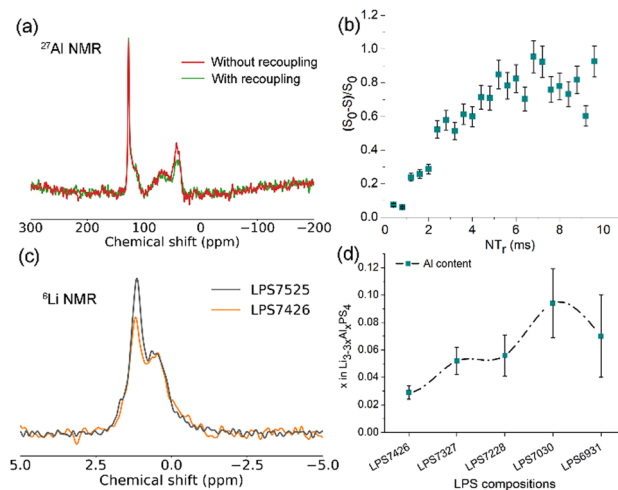 (a)
²⁷Al NMR
Without recoupling
With recoupling
300 200 100 0 −100 −200
Chemical shift (ppm)
(b)
(S₀-S)/S₀
1.2
1.0
0.8
0.6
0.4
0.2
0.0
0 2 4 6 8 10
NTᵣ (ms)
(c)
⁶Li NMR
LPS7525
LPS7426
5.0 2.5 0.0 −2.5 −5.0
Chemical shift (ppm)
(d)
Al content
x in Li₃₋₃ₓAlₓPS₄
0.12
0.10
0.08
0.06
0.04
0.02
0.00
LPS7426
LPS7327
LPS7228
LPS7030
LPS6931
LPS compositions